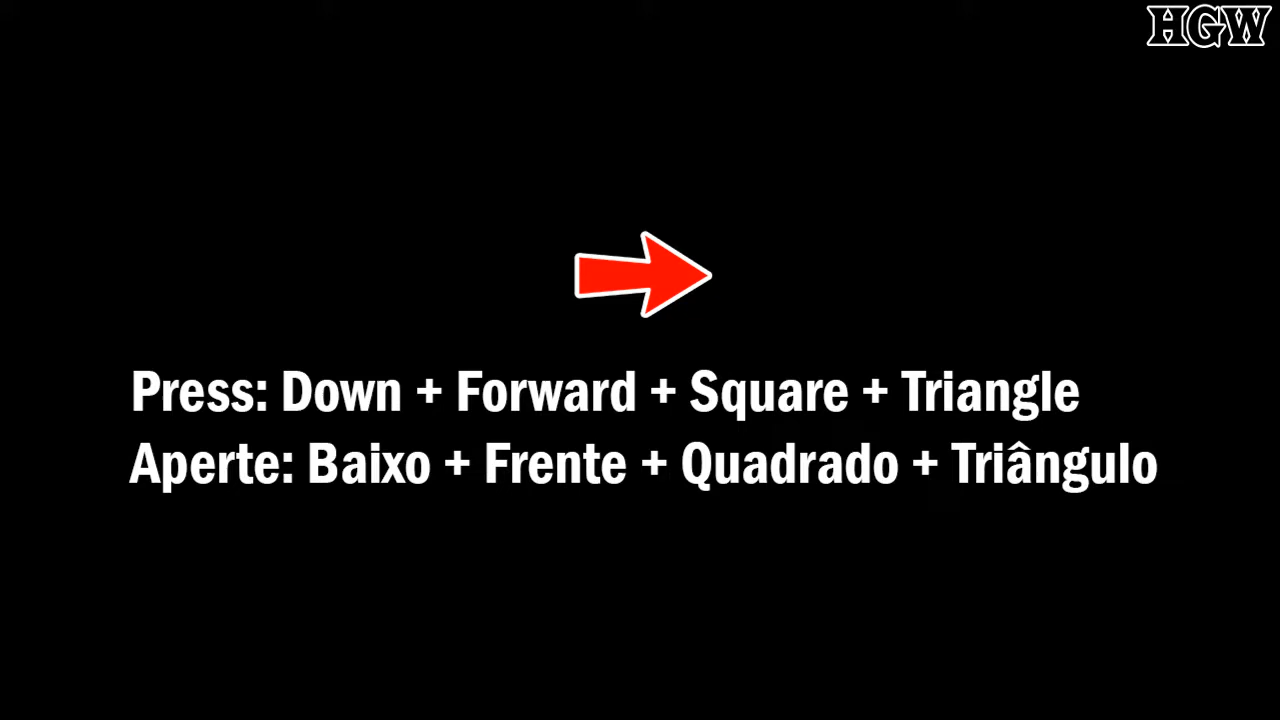 HGW
Press: Down + Forward + Square + Triangle
Aperte: Baixo + Frente + Quadrado + Triângulo